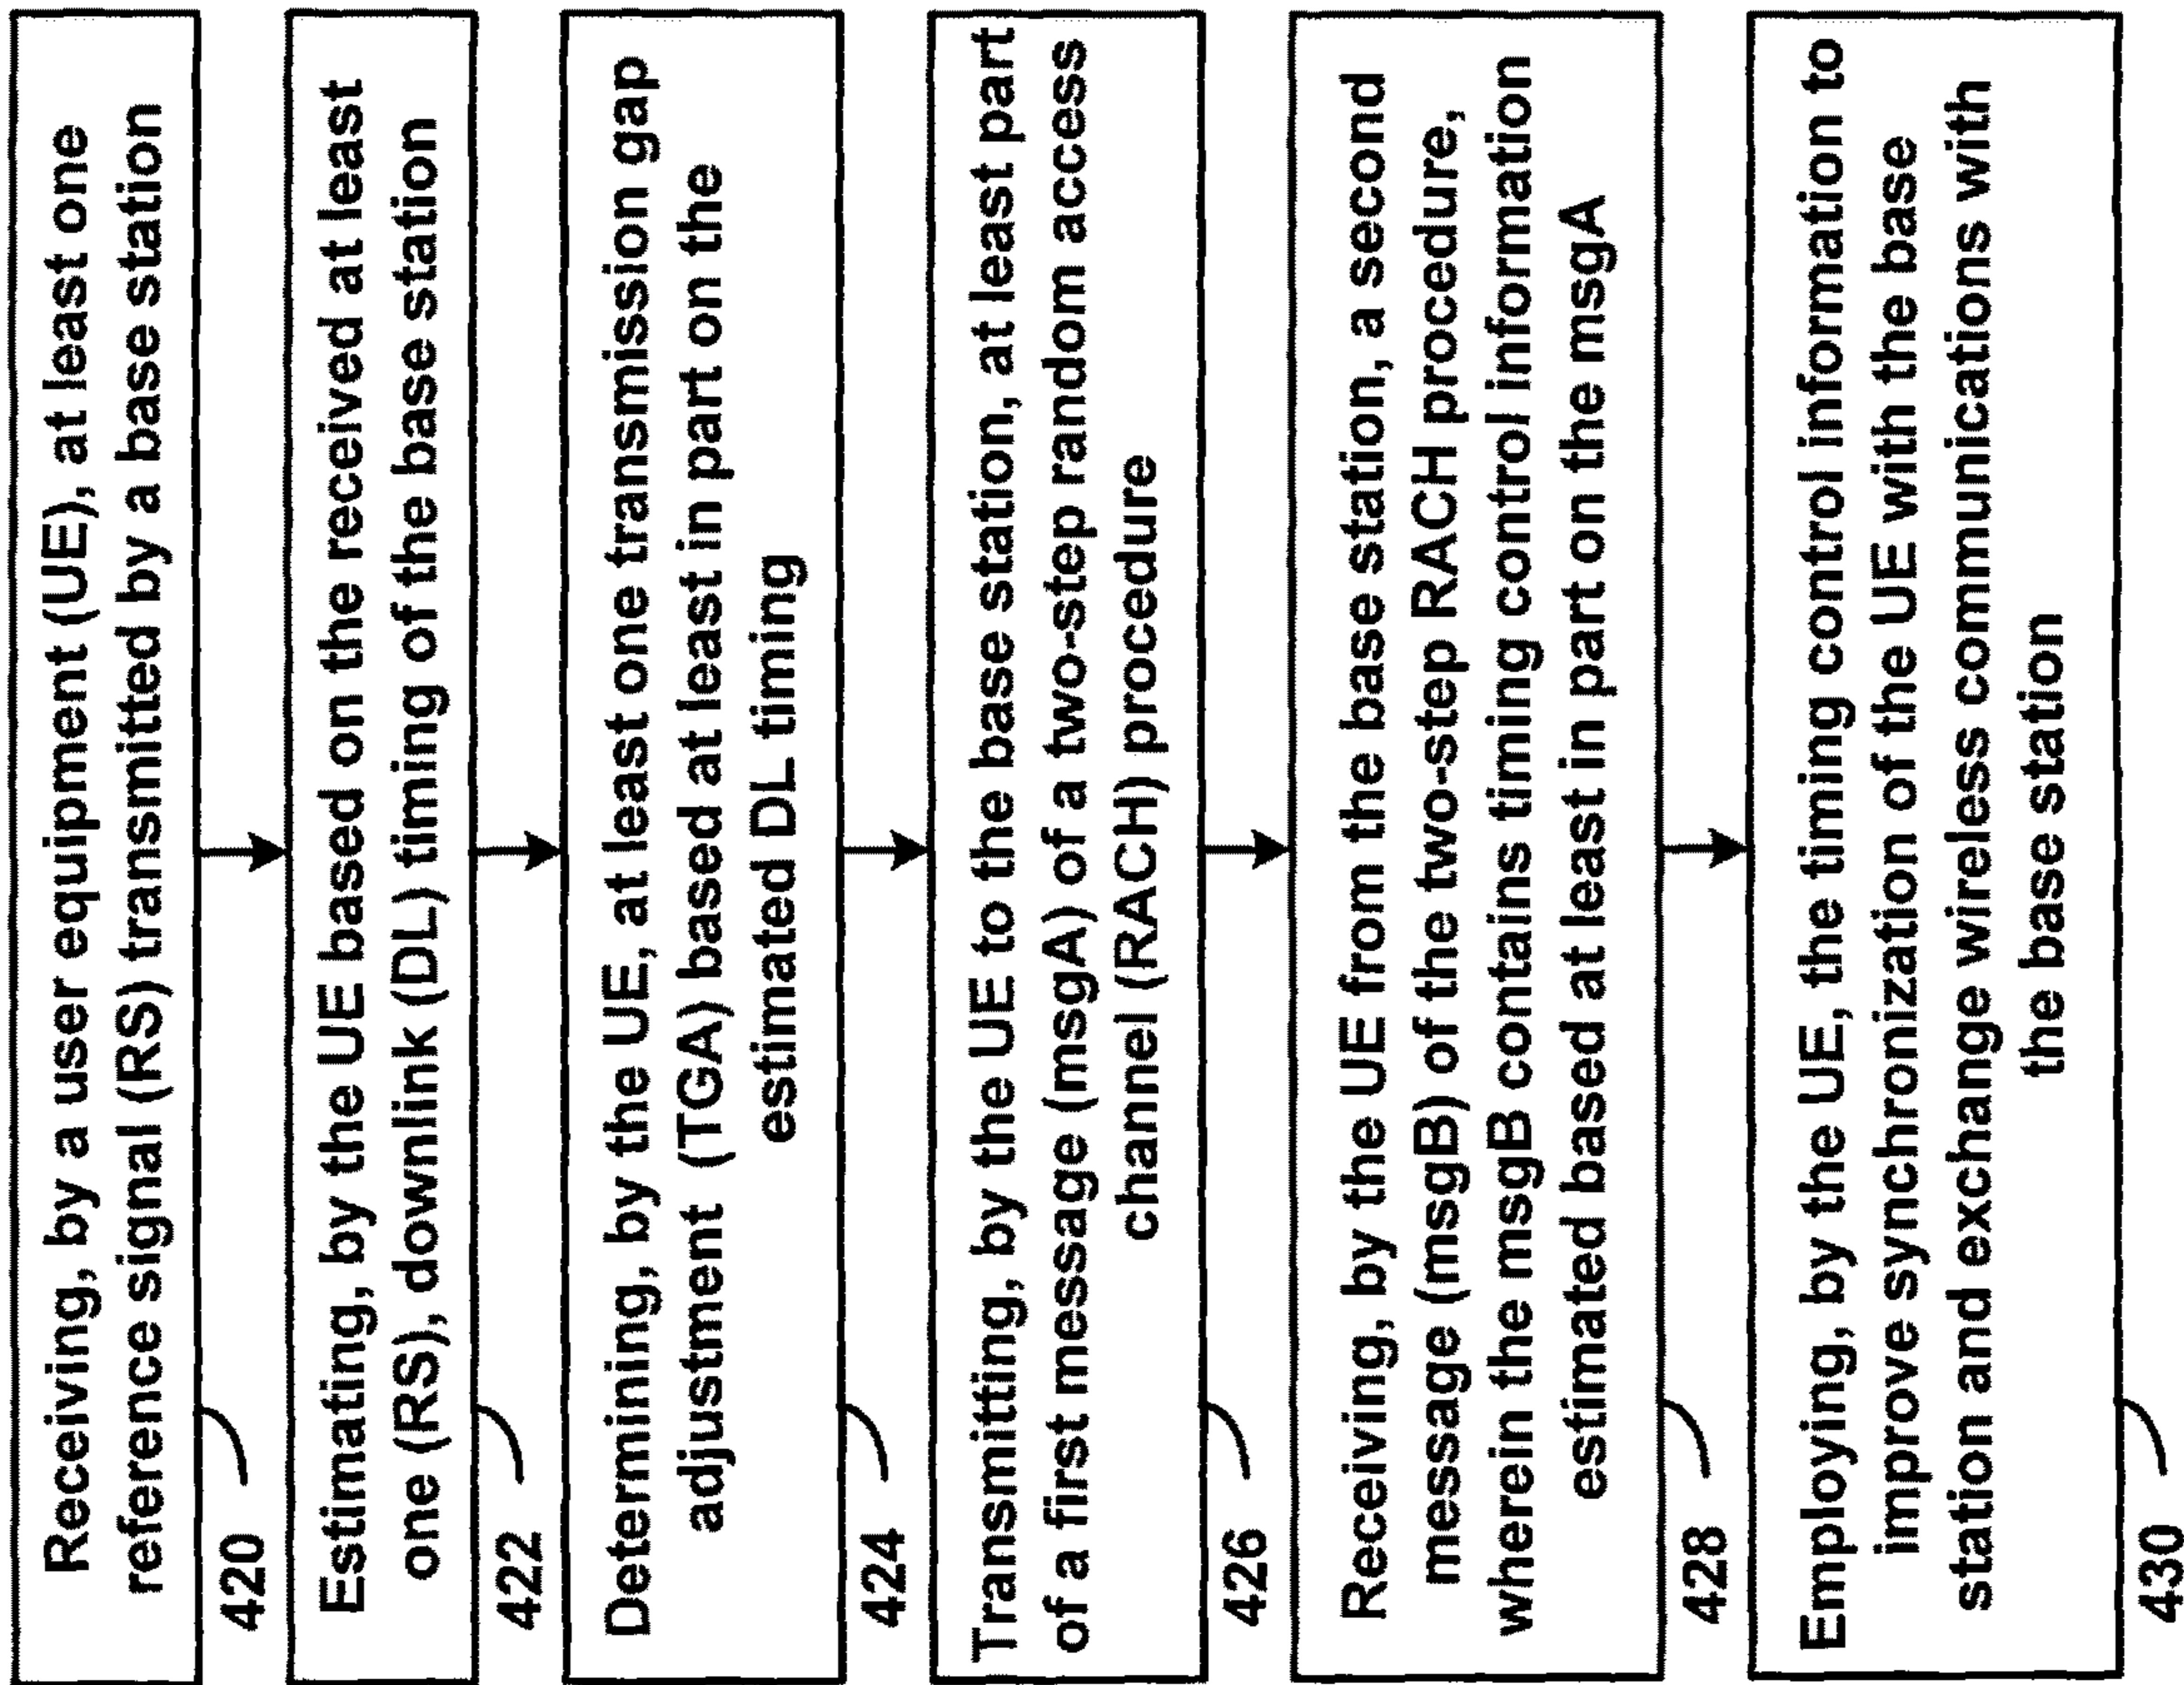 Receiving, by a user equipment (UE), at least one
reference signal (RS) transmitted by a base station
420
Estimating, by the UE based on the received at least
one (RS), downlink (DL) timing of the base station
422
Determining, by the UE, at least one transmission gap
adjustment (TGA) based at least in part on the
estimated DL timing
424
Transmitting, by the UE to the base station, at least part
of a first message (msgA) of a two-step random access
channel (RACH) procedure
426
Receiving, by the UE from the base station, a second
message (msgB) of the two-step RACH procedure,
wherein the msgB contains timing control information
estimated based at least in part on the msgA
428
Employing, by the UE, the timing control information to
improve synchronization of the UE with the base
station and exchange wireless communications with
the base station
430